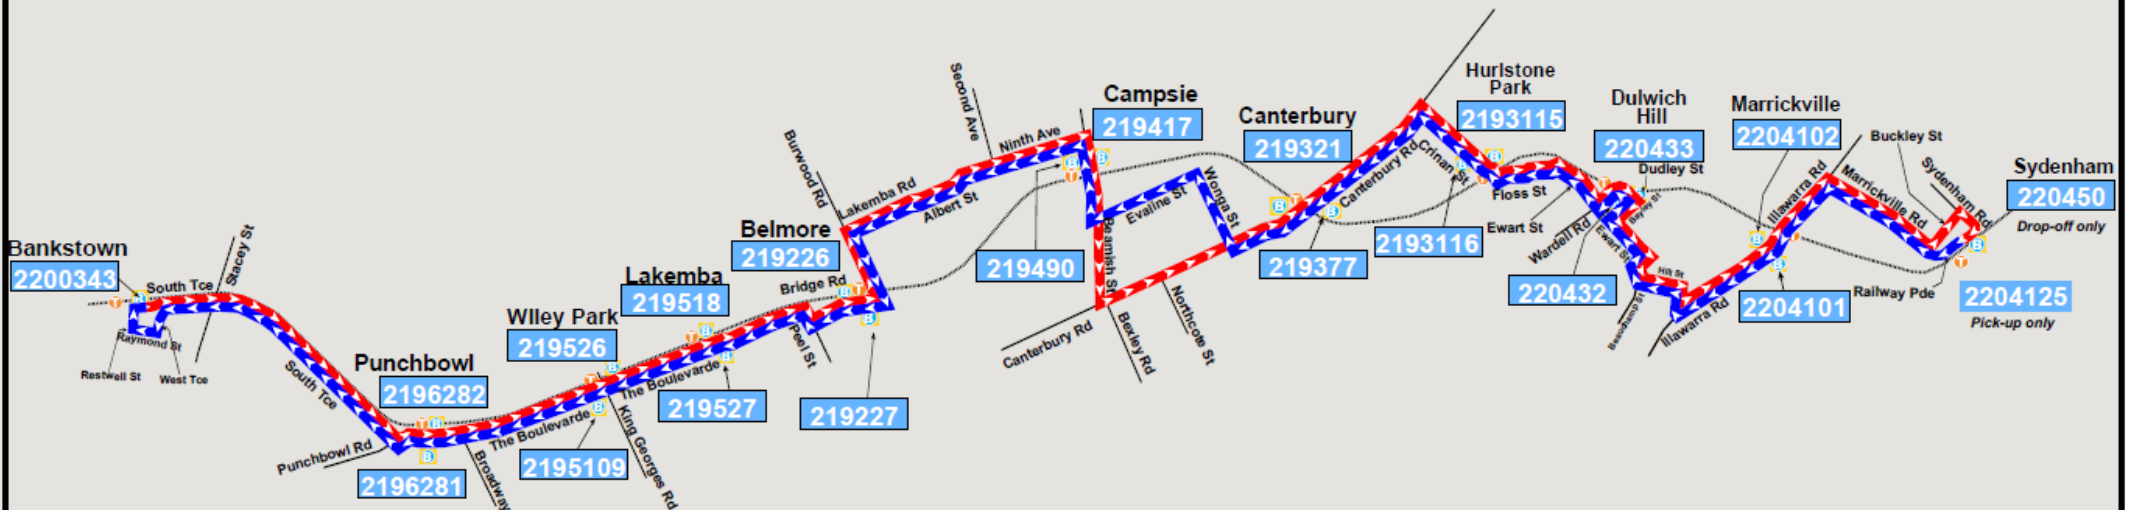 Bankstown
2200343
South Tce
Stacey St
Raymond St
Restwell St
West Tce
South Tce
Punchbowl
2196282
Punchbowl Rd
2196281
The Boulevarde
Broadway
Wiley Park
219526
2195109
King Georges Rd
Lakemba
219518
The Boulevarde
219527
Belmore
219226
Bridge Rd
Peel St
219227
Burwood Rd
Lakemba Rd
Albert St
Second Ave
Ninth Ave
219490
Campsie
219417
Beamish St
Evaline St
Wonga St
Canterbury Rd
Bexley Rd
Northcote St
Canterbury
219321
219377
Canterbury Rd
Crinan St
Hurlstone
Park
2193115
2193116
Floss St
Ewart St
Wardell Rd
Dulwich
Hill
220433
Dudley St
Bayley St
Ewart St
220432
Hill St
Beauchamp St
Illawarra Rd
Marrickville
2204102
Illawarra Rd
2204101
Marrickville Rd
Buckley St
Sydenham Rd
Railway Pde
Sydenham
220450
Drop-off only
2204125
Pick-up only